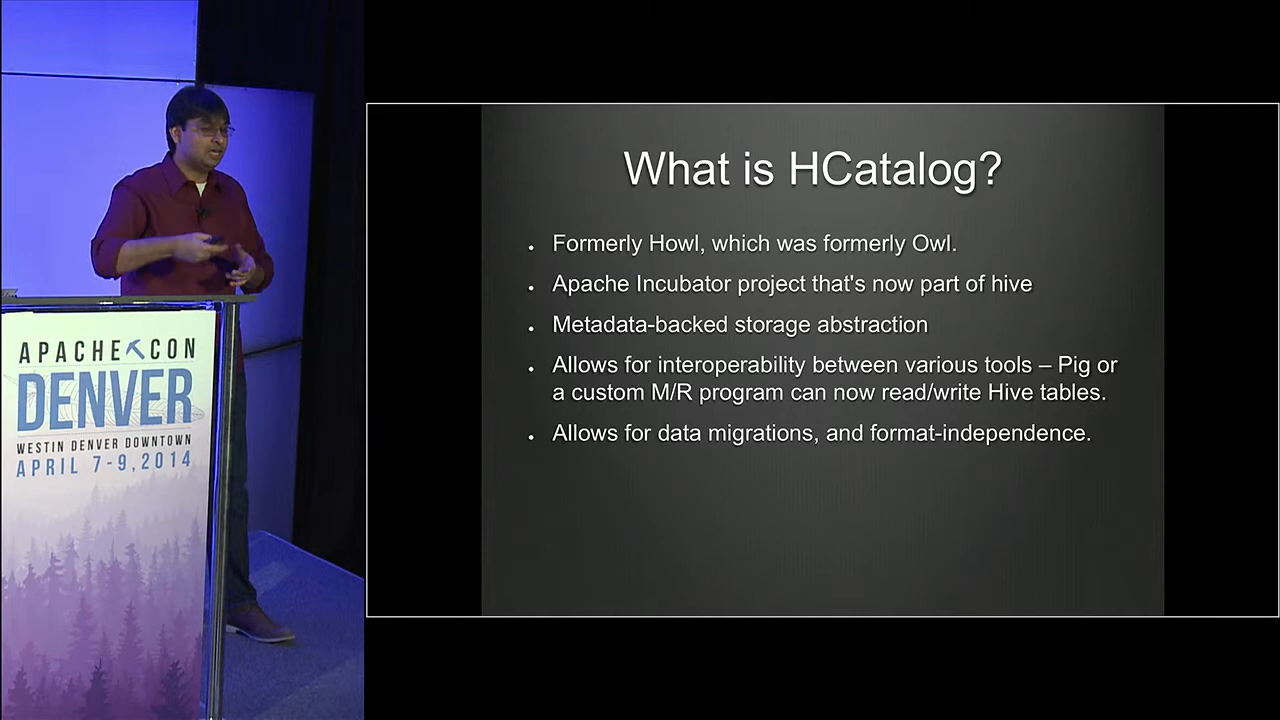 APACHE CON
DENVER
WESTIN DENVER DOWNTOWN
APRIL 7-9, 2014
What is HCatalog?
Formerly Howl, which was formerly Owl.
Apache Incubator project that's now part of hive
Metadata-backed storage abstraction
Allows for interoperability between various tools – Pig or
a custom M/R program can now read/write Hive tables.
Allows for data migrations, and format-independence.